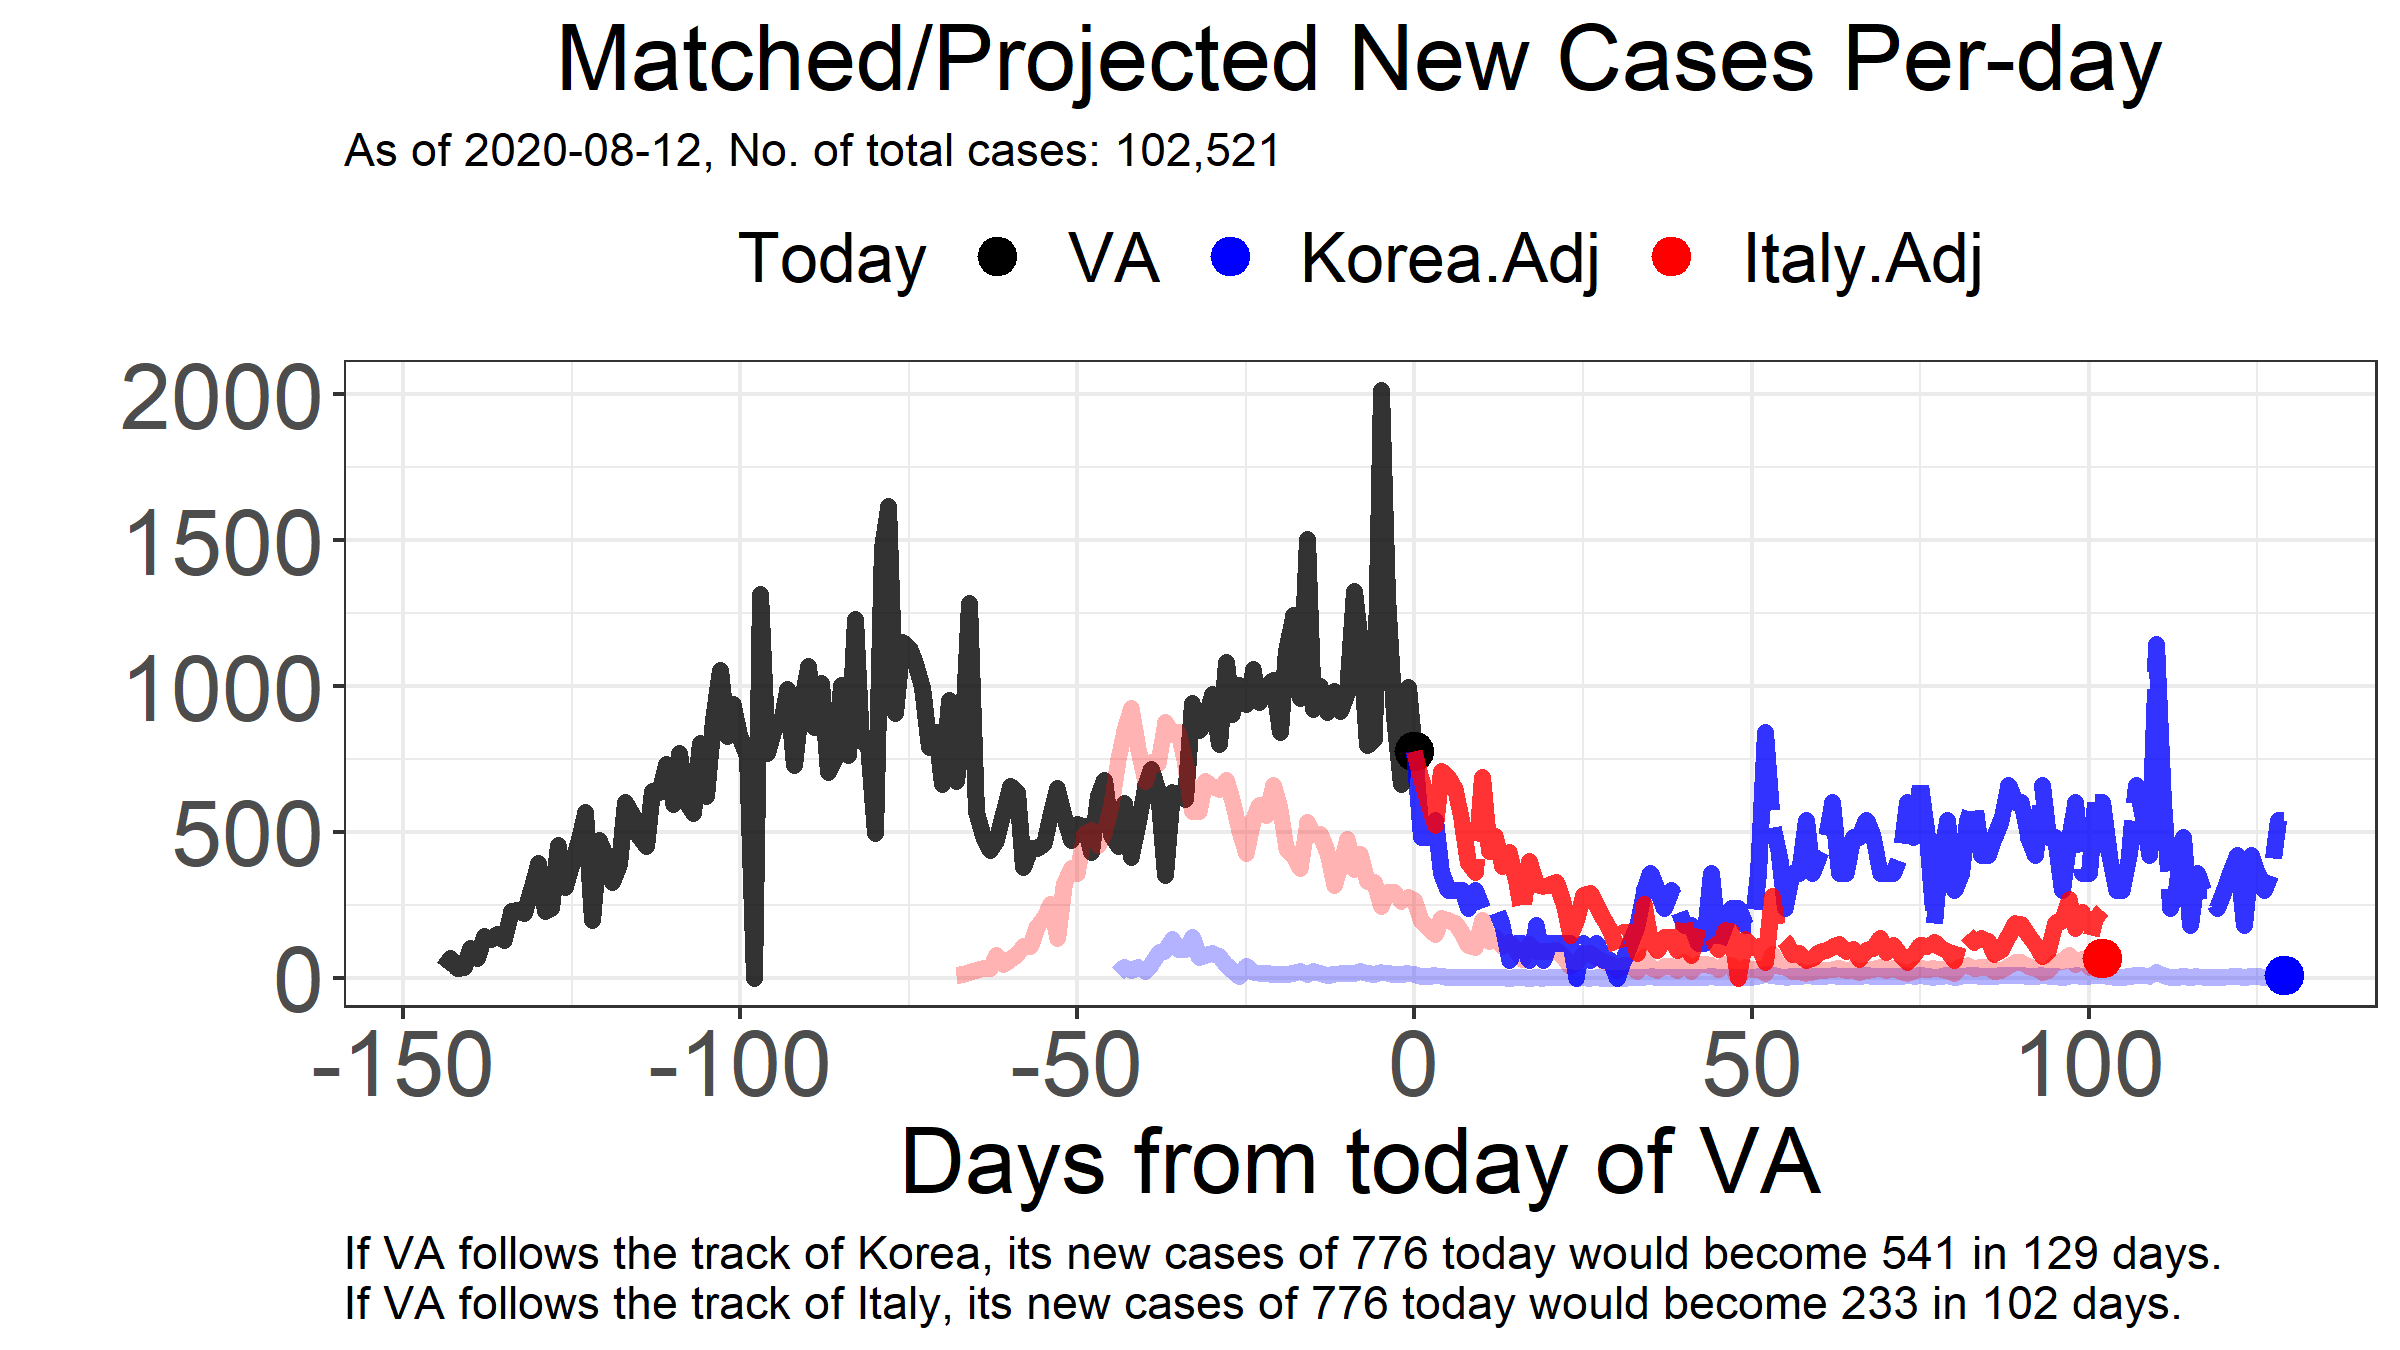 Matched/Projected New Cases Per-day
As of 2020-08-12, No. of total cases: 102,521
Today VA Korea.Adj Italy.Adj
2000
1500
1000
500
0
-150 -100 -50 0 50 100
Days from today of VA
If VA follows the track of Korea, its new cases of 776 today would become 541 in 129 days.
If VA follows the track of Italy, its new cases of 776 today would become 233 in 102 days.